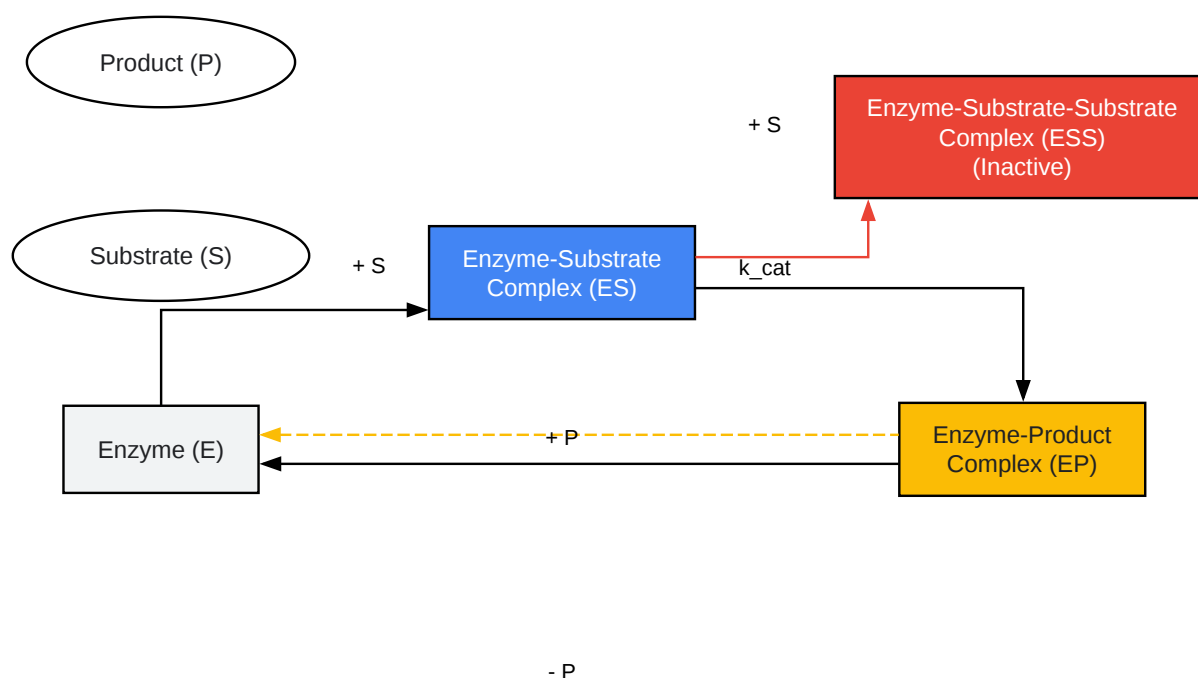 Product (P)
+ S
Enzyme-Substrate-Substrate
Complex (ESS)
(Inactive)
Substrate (S)
+ S
Enzyme-Substrate
Complex (ES)
k_cat
Enzyme (E)
+ P
Enzyme-Product
Complex (EP)
- P